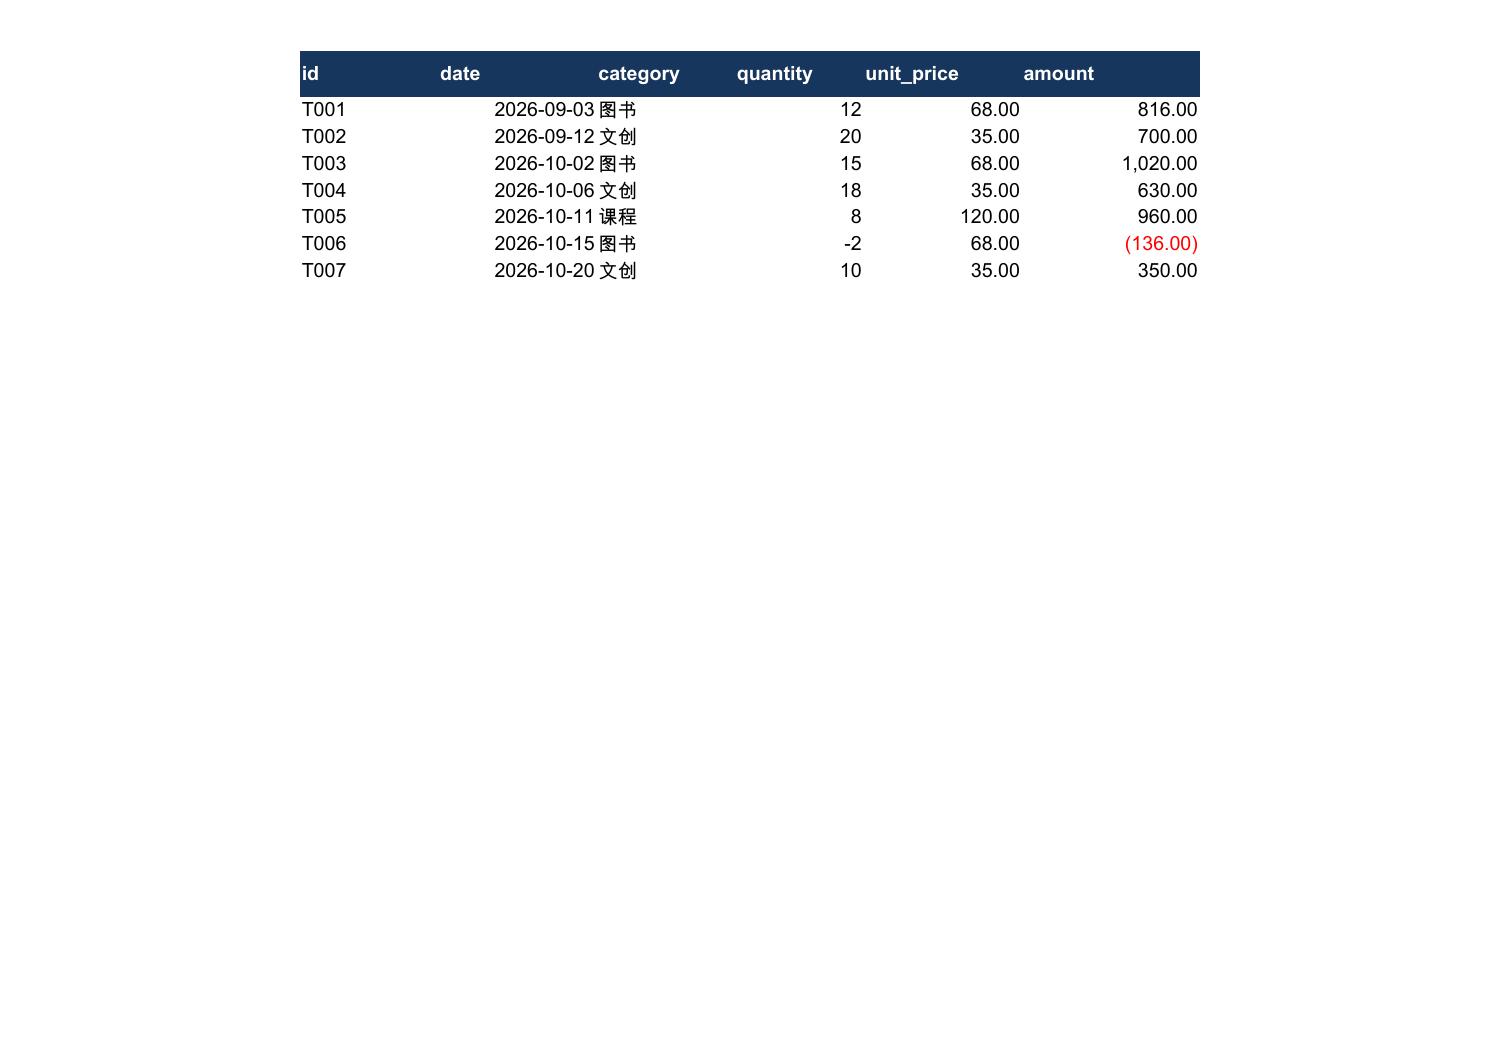 id date category quantity unit_price amount
T001 2026-09-03 图书 12 68.00 816.00
T002 2026-09-12 文创 20 35.00 700.00
T003 2026-10-02 图书 15 68.00 1,020.00
T004 2026-10-06 文创 18 35.00 630.00
T005 2026-10-11 课程 8 120.00 960.00
T006 2026-10-15 图书 -2 68.00 (136.00)
T007 2026-10-20 文创 10 35.00 350.00